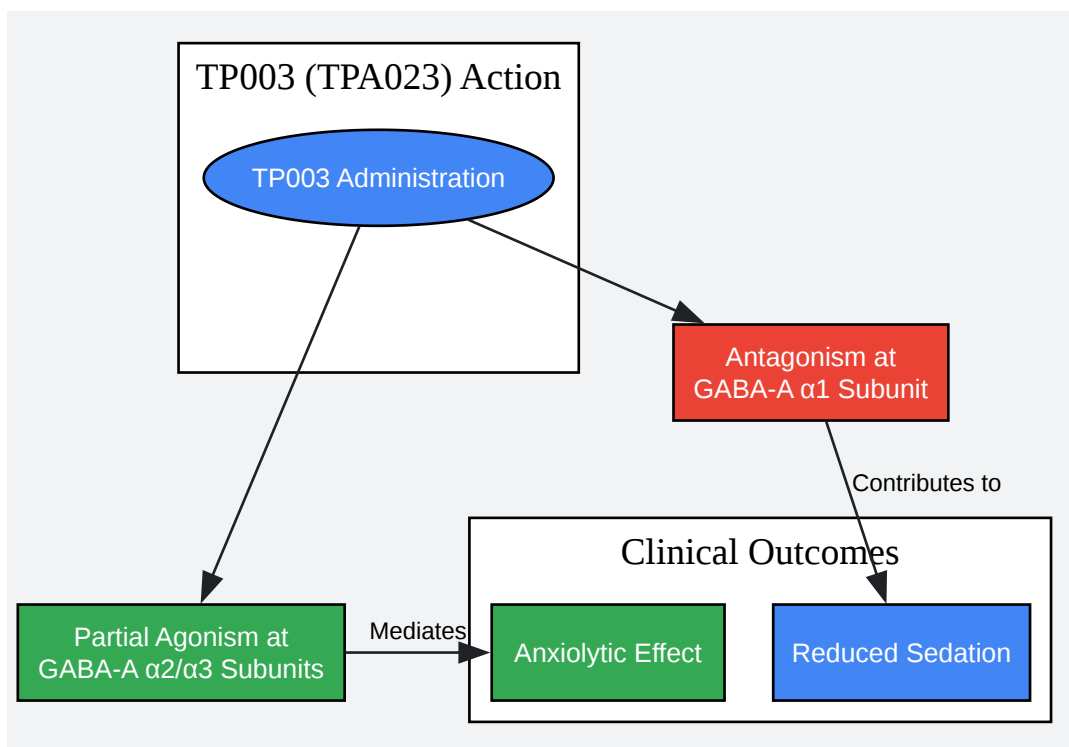 TP003 (TPA023) Action
TP003 Administration
Antagonism at
GABA-A α1 Subunit
Contributes to
Clinical Outcomes
Partial Agonism at
GABA-A α2/α3 Subunits
Mediates
Anxiolytic Effect
Reduced Sedation